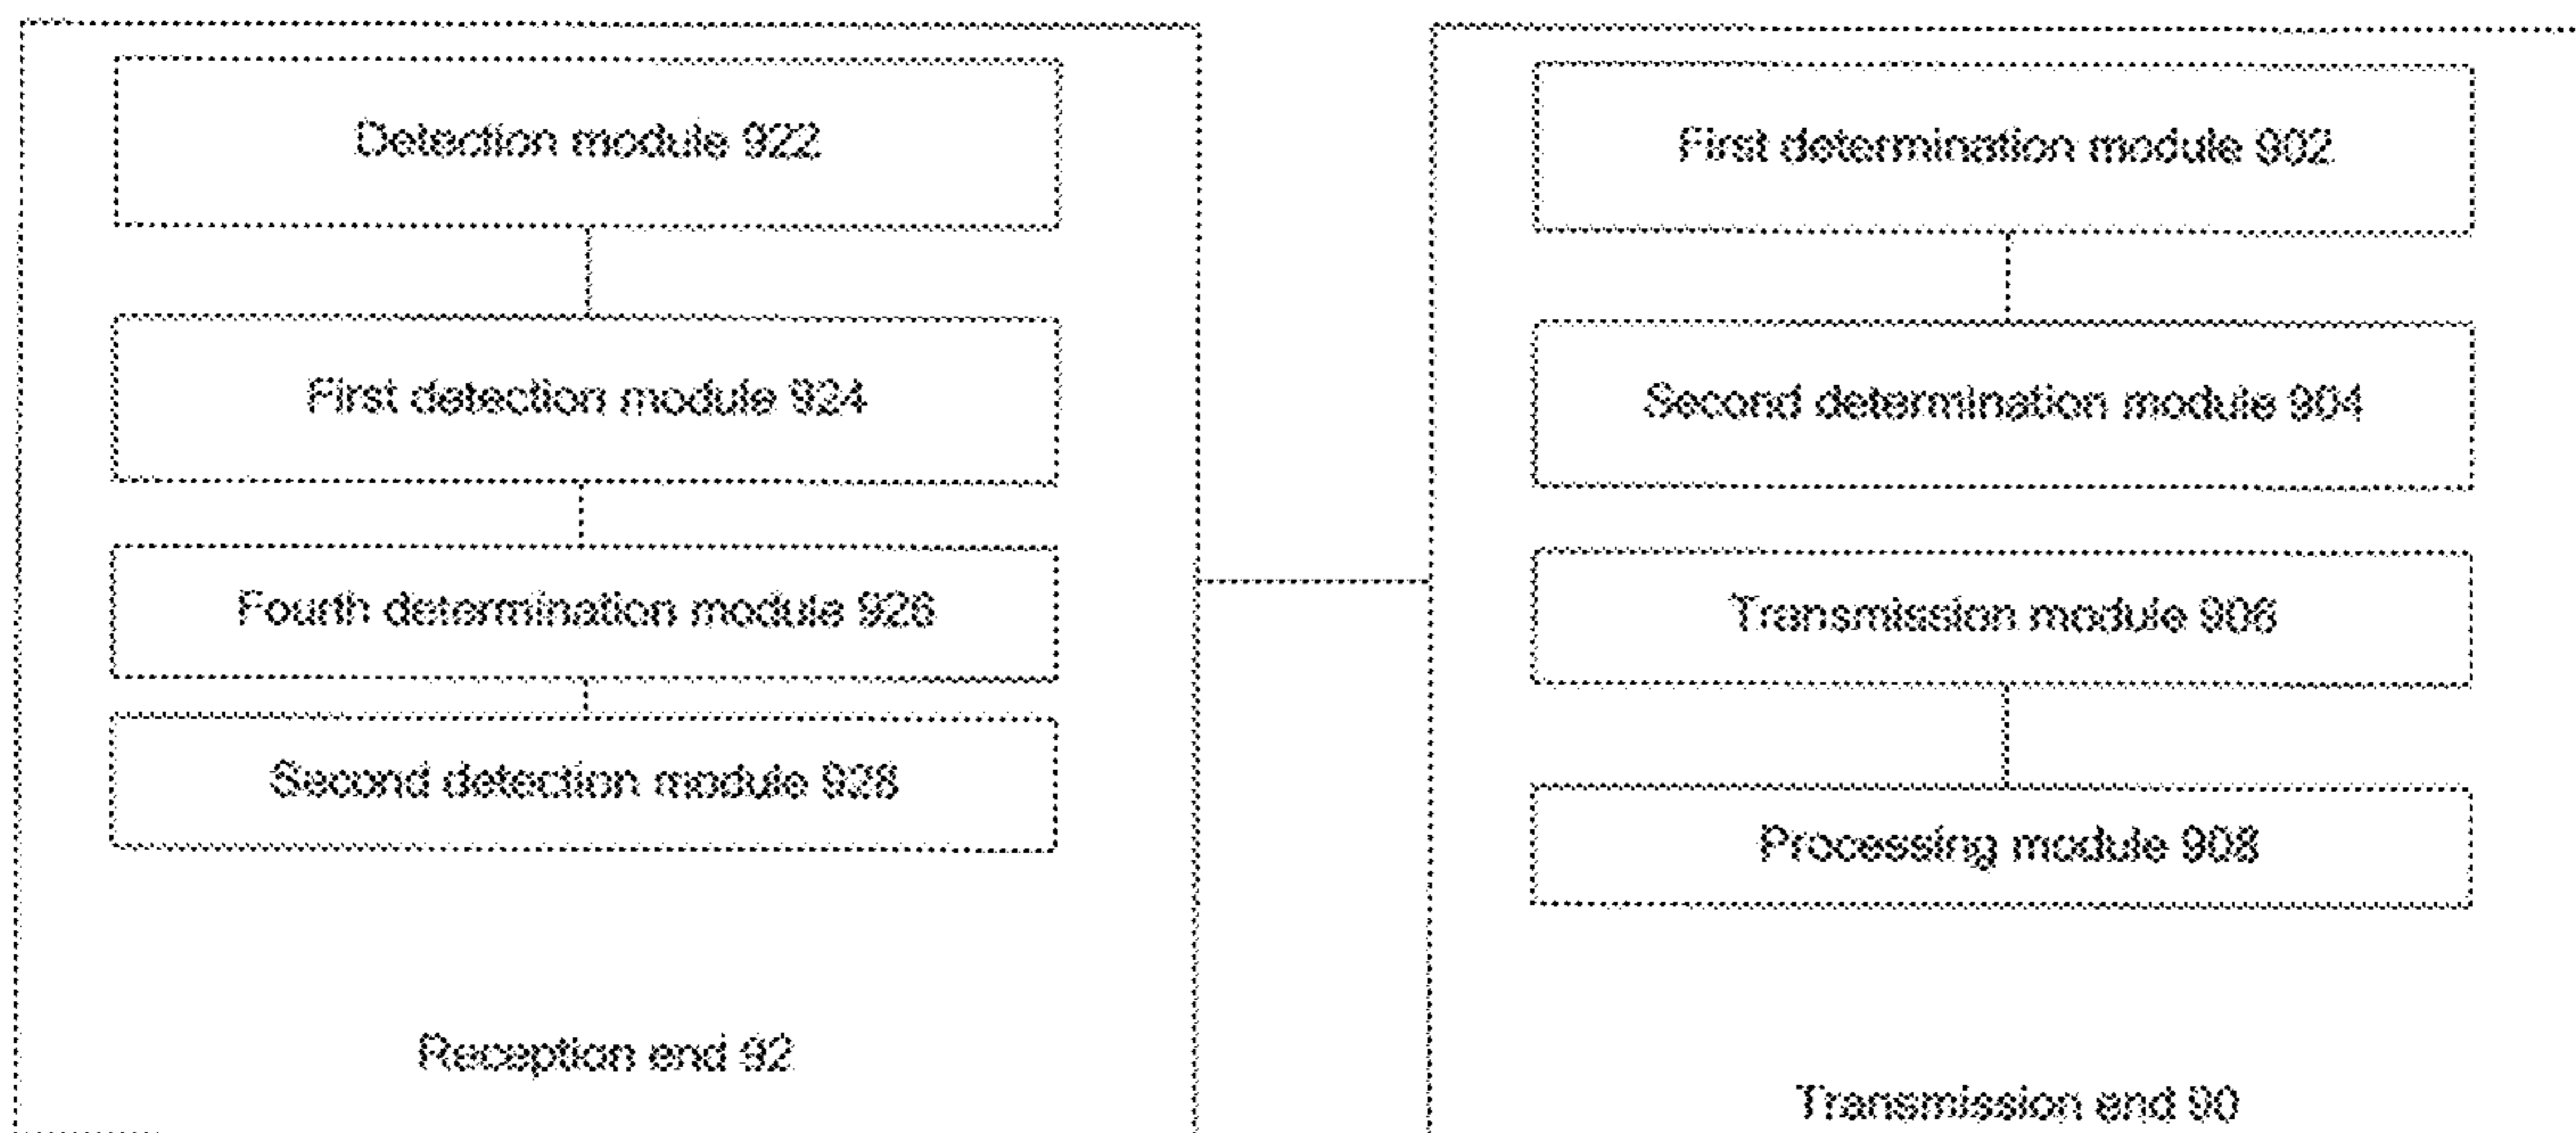 Detection module 922
First detection module 924
Fourth determination module 926
Second detection module 928
Reception end 92
First determination module 902
Second determination module 904
Transmission module 906
Processing module 908
Transmission end 90